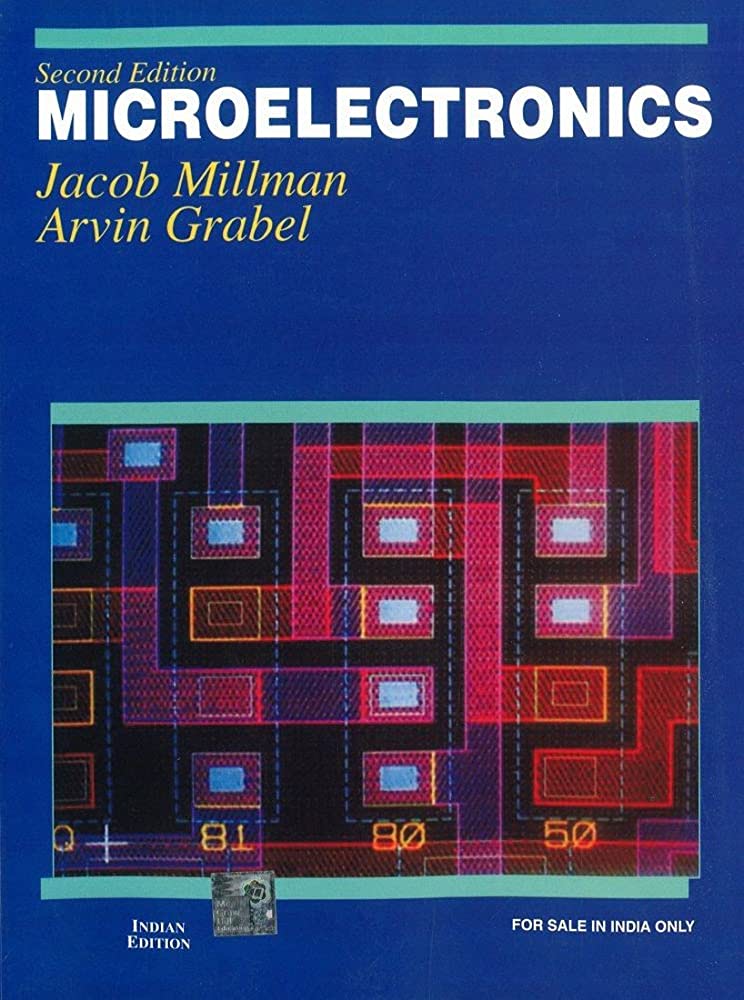 Second Edition
MICROELECTRONICS
Jacob Millman
Arvin Grabel
81
80
50
INDIAN
EDITION
FOR SALE IN INDIA ONLY